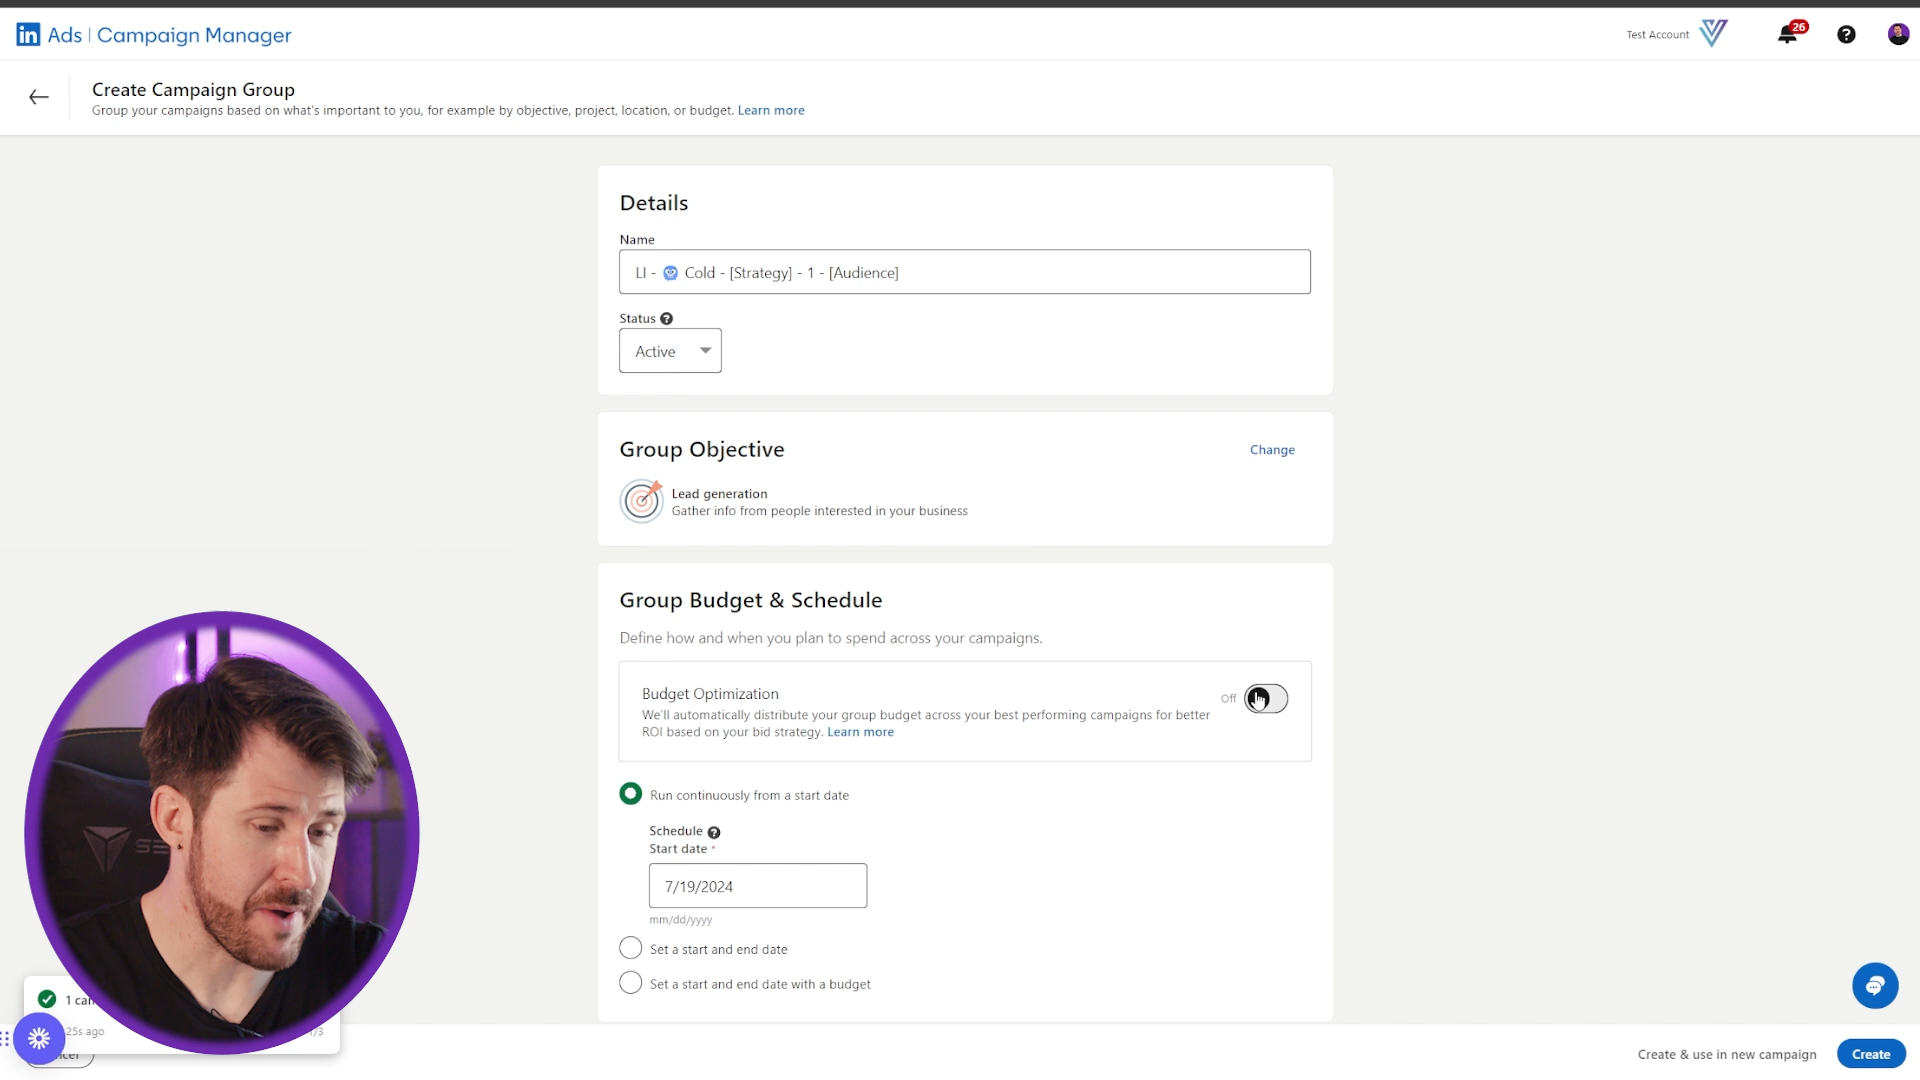 in Ads | Campaign Manager
Test Account
26
Create Campaign Group
Group your campaigns based on what's important to you, for example by objective, project, location, or budget. Learn more
Details
Name
LI - Cold - [Strategy] - 1 - [Audience]
Status
Active
Group Objective
Change
Lead generation
Gather info from people interested in your business
Group Budget & Schedule
Define how and when you plan to spend across your campaigns.
Budget Optimization
Off
We'll automatically distribute your group budget across your best performing campaigns for better
ROI based on your bid strategy. Learn more
Run continuously from a start date
Schedule
Start date *
7/19/2024
mm/dd/yyyy
Set a start and end date
Set a start and end date with a budget
25s ago
Create & use in new campaign
Create